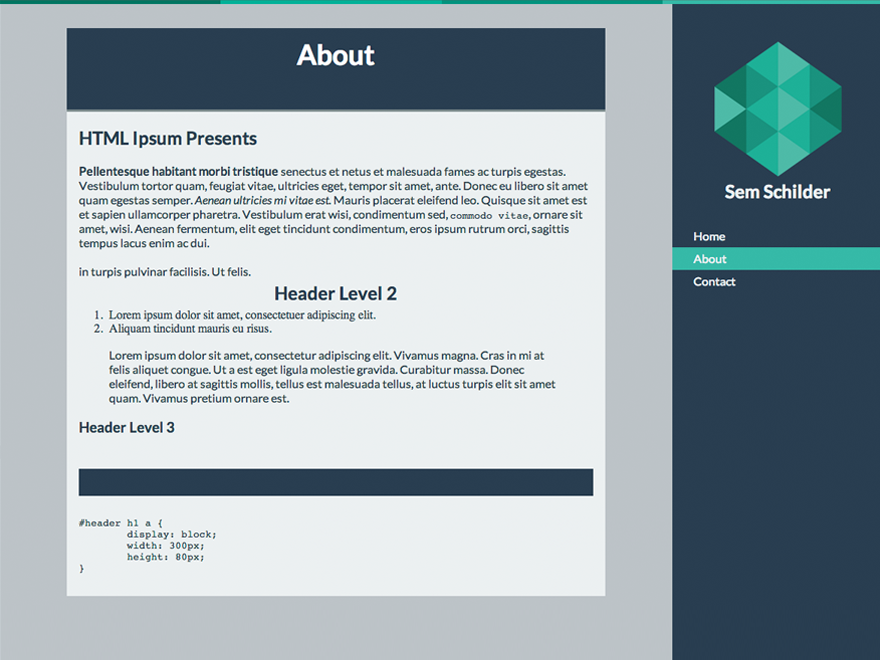 About
HTML Ipsum Presents
Pellentesque habitant morbi tristique senectus et netus et malesuada fames ac turpis egestas.
Vestibulum tortor quam, feugiat vitae, ultricies eget, tempor sit amet, ante. Donec eu libero sit amet
quam egestas semper. Aenean ultricies mi vitae est. Mauris placerat eleifend leo. Quisque sit amet est
et sapien ullamcorper pharetra. Vestibulum erat wisi, condimentum sed, commodo vitae, ornare sit
amet, wisi. Aenean fermentum, elit eget tincidunt condimentum, eros ipsum rutrum orci, sagittis
tempus lacus enim ac dui.
in turpis pulvinar facilisis. Ut felis.
Header Level 2
1. Lorem ipsum dolor sit amet, consectetuer adipiscing elit.
2. Aliquam tincidunt mauris eu risus.
Lorem ipsum dolor sit amet, consectetur adipiscing elit. Vivamus magna. Cras in mi at
felis aliquet congue. Ut a est eget ligula molestie gravida. Curabitur massa. Donec
eleifend, libero at sagittis mollis, tellus est malesuada tellus, at luctus turpis elit sit amet
quam. Vivamus pretium ornare est.
Header Level 3
#header h1 a {
display: block;
width: 300px;
height: 80px;
}
Sem Schilder
Home
About
Contact